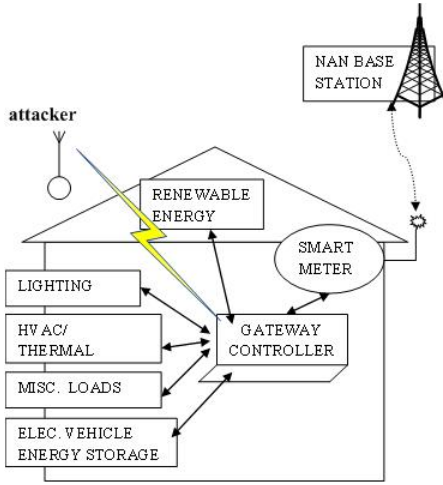 NAN BASE
STATION
attacker
RENEWABLE
ENERGY
SMART
METER
LIGHTING
HVAC/
THERMAL
GATEWAY
CONTROLLER
MISC. LOADS
ELEC. VEHICLE
ENERGY STORAGE